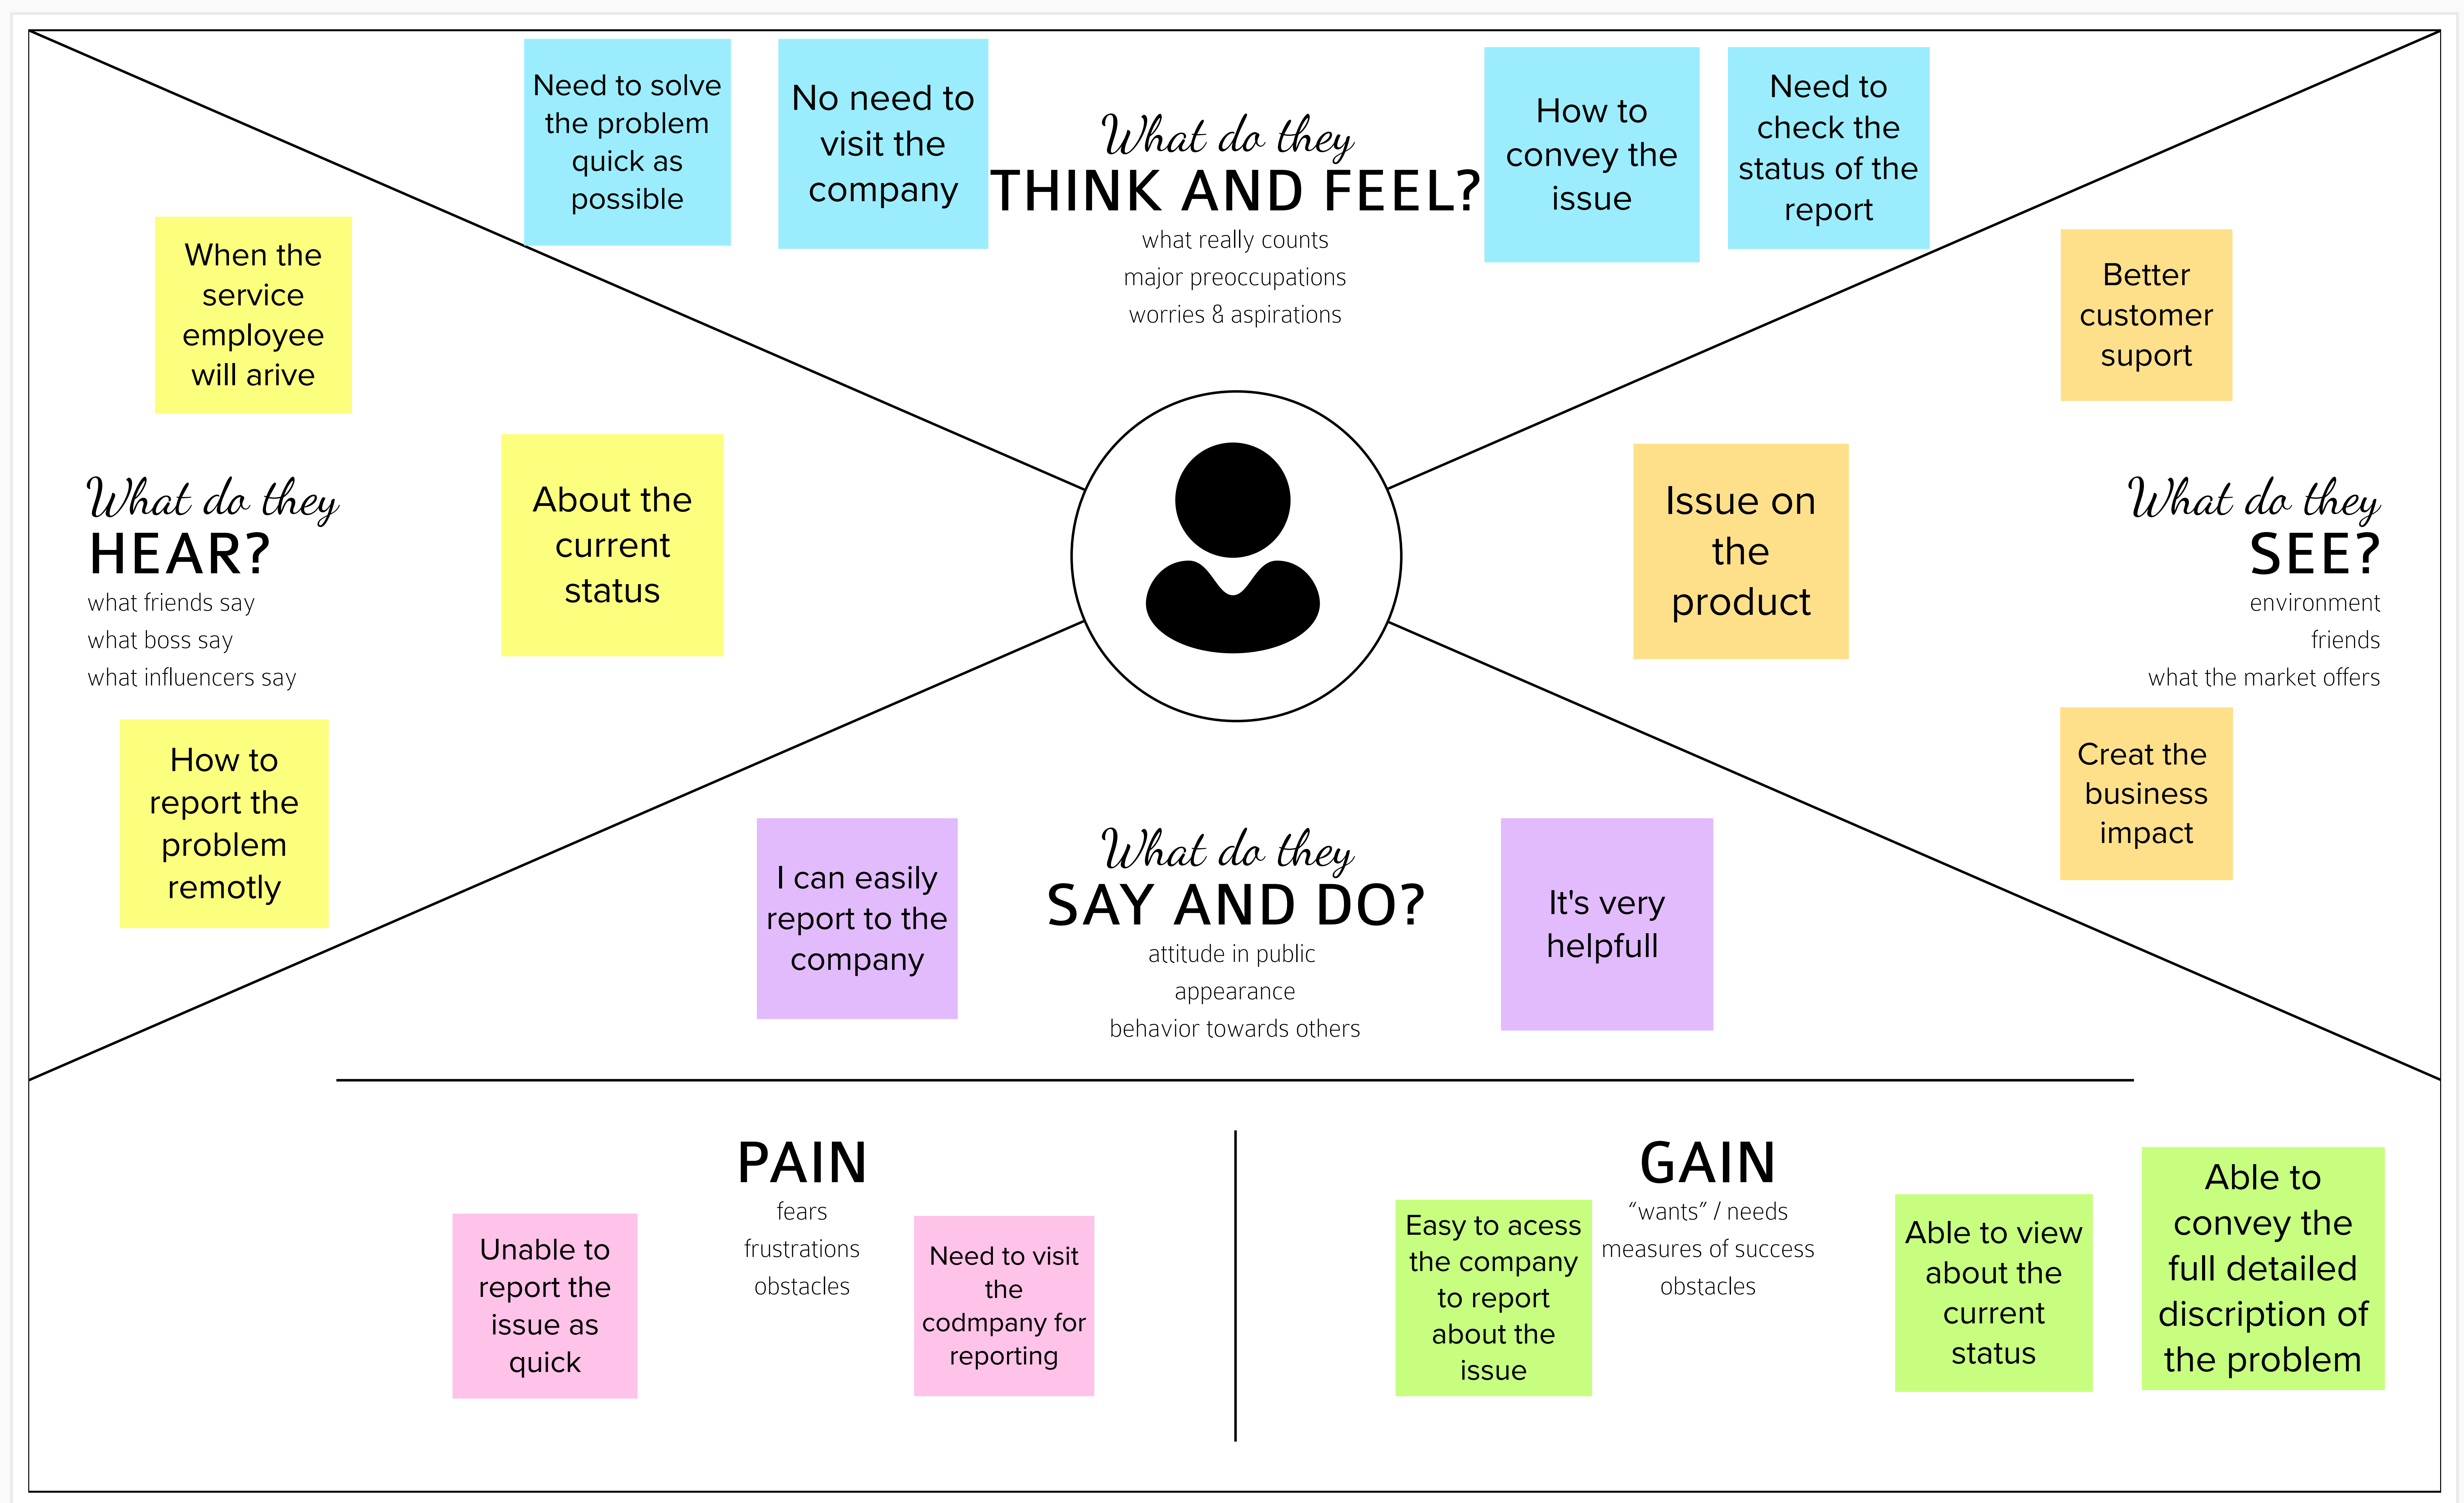 Need to solve
the problem
quick as
possible
No need to
visit the
company
What do they
THINK AND FEEL?
what really counts
major preoccupations
worries & aspirations
How to
convey the
issue
Need to
check the
status of the
report
When the
service
employee
will arive
About the
current
status
What do they
HEAR?
what friends say
what boss say
what influencers say
How to
report the
problem
remotly
Better
customer
suport
Issue on
the
product
What do they
SEE?
environment
friends
what the market offers
Creat the
business
impact
I can easily
report to the
company
What do they
SAY AND DO?
attitude in public
appearance
behavior towards others
It's very
helpfull
PAIN
fears
frustrations
obstacles
Unable to
report the
issue as
quick
Need to visit
the
codmpany for
reporting
GAIN
“wants” / needs
measures of success
obstacles
Easy to acess
the company
to report
about the
issue
Able to view
about the
current
status
Able to
convey the
full detailed
discription of
the problem